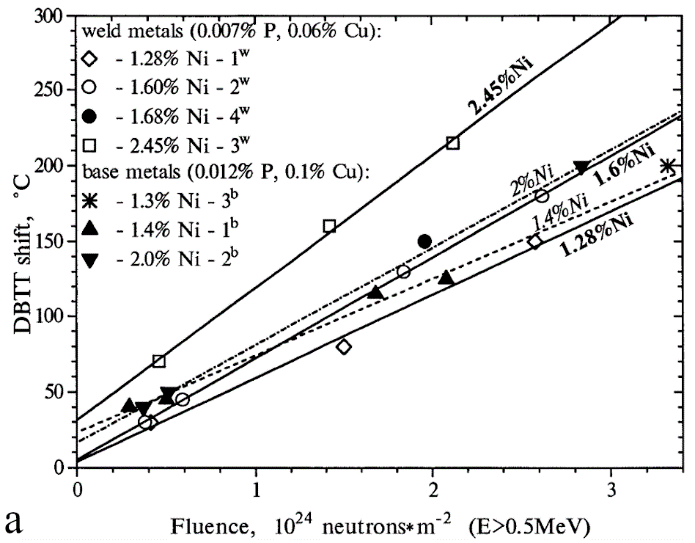 300
250
200
150
100
50
0
DBTT shift, °C
weld metals (0.007% P, 0.06% Cu):
- 1.28% Ni - 1ʷ
- 1.60% Ni - 2ʷ
- 1.68% Ni - 4ʷ
- 2.45% Ni - 3ʷ
base metals (0.012% P, 0.1% Cu):
- 1.3% Ni - 3ᵇ
- 1.4% Ni - 1ᵇ
- 2.0% Ni - 2ᵇ
2.45%Ni
2%Ni
1.6%Ni
1.4%Ni
1.28%Ni
0 1 2 3
a
Fluence, 10²⁴ neutrons*m⁻² (E>0.5MeV)